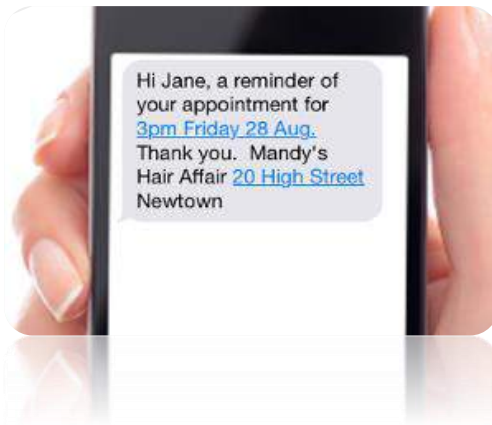 Hi Jane, a reminder of
your appointment for
3pm Friday 28 Aug.
Thank you.  Mandy's
Hair Affair 20 High Street
Newtown